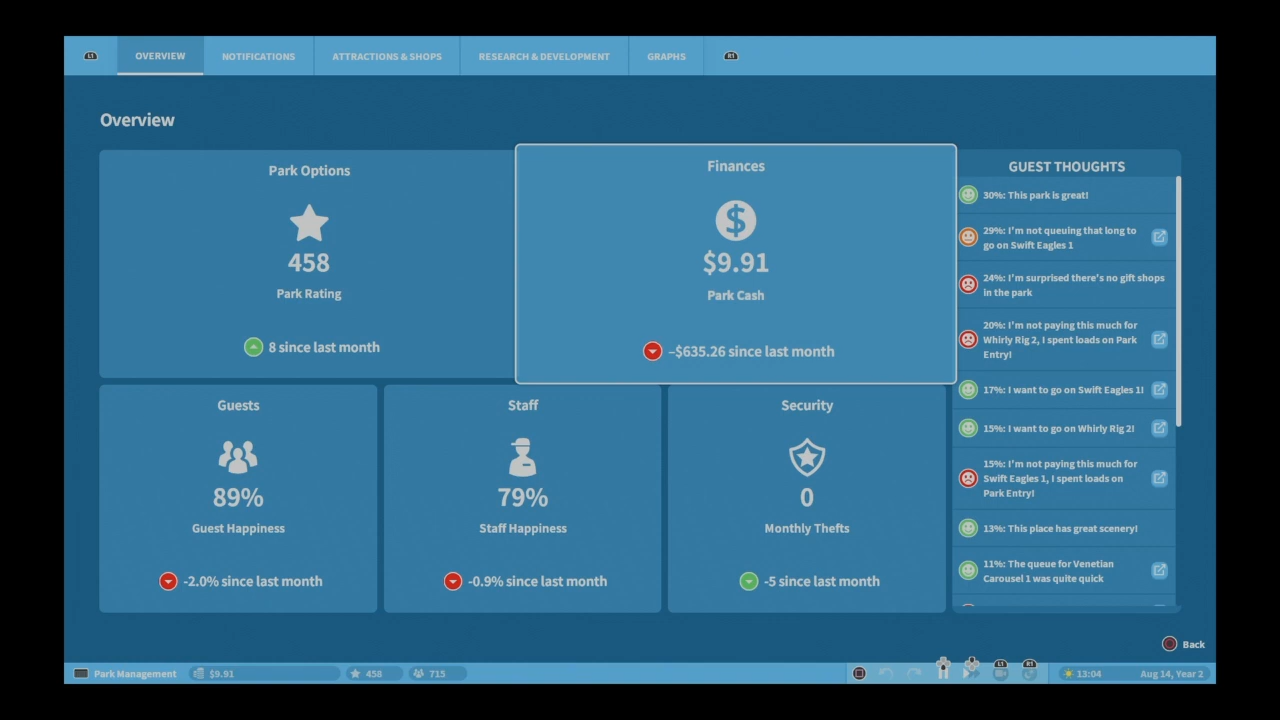 L1
OVERVIEW
NOTIFICATIONS
ATTRACTIONS & SHOPS
RESEARCH & DEVELOPMENT
GRAPHS
R1
Overview
Park Options
458
Park Rating
8 since last month
Finances
$
$9.91
Park Cash
-$635.26 since last month
Guests
89%
Guest Happiness
-2.0% since last month
Staff
79%
Staff Happiness
-0.9% since last month
Security
0
Monthly Thefts
-5 since last month
GUEST THOUGHTS
30%: This park is great!
29%: I'm not queuing that long to
go on Swift Eagles 1
24%: I'm surprised there's no gift shops
in the park
20%: I'm not paying this much for
Whirly Rig 2, I spent loads on Park
Entry!
17%: I want to go on Swift Eagles 1!
15%: I want to go on Whirly Rig 2!
15%: I'm not paying this much for
Swift Eagles 1, I spent loads on
Park Entry!
13%: This place has great scenery!
11%: The queue for Venetian
Carousel 1 was quite quick
Back
Park Management
$9.91
458
715
L1
R1
13:04
Aug 14, Year 2